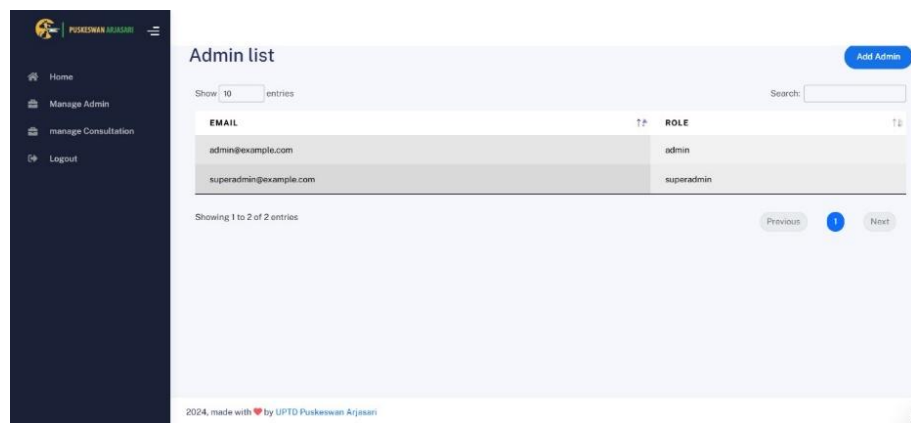 PUSKESWAN ARJASARI
Home
Manage Admin
manage Consultation
Logout
Admin list
Add Admin
Show 10 entries
Search:
EMAIL ROLE
admin@example.com admin
superadmin@example.com superadmin
Showing 1 to 2 of 2 entries
Previous 1 Next
2024, made with ❤ by UPTD Puskeswan Arjasari